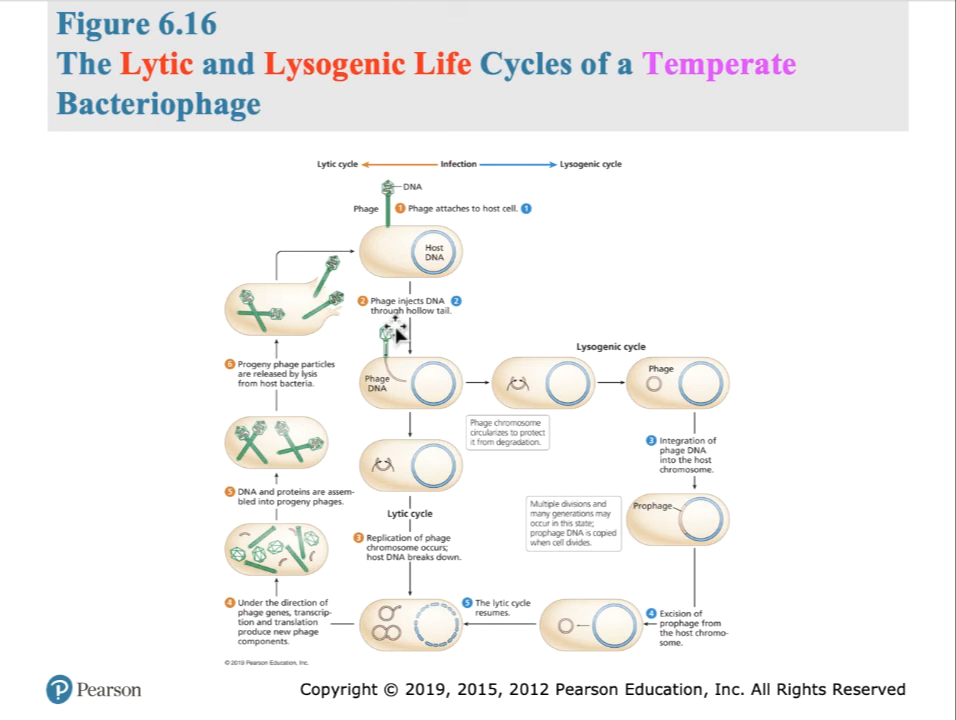 Figure 6.16
The Lytic and Lysogenic Life Cycles of a Temperate
Bacteriophage
Lytic cycle
Infection
Lysogenic cycle
DNA
Phage
1 Phage attaches to host cell. 1
Host
DNA
2 Phage injects DNA 2
through hollow tail.
6 Progeny phage particles
are released by lysis
from host bacteria.
Phage
DNA
Lysogenic cycle
Phage
Phage chromosome
circularizes to protect
it from degradation.
3 Integration of
phage DNA
into the host
chromosome.
5 DNA and proteins are assem-
bled into progeny phages.
Lytic cycle
3 Replication of phage
chromosome occurs;
host DNA breaks down.
Multiple divisions and
many generations may
occur in this state;
prophage DNA is copied
when cell divides.
Prophage
4 Under the direction of
phage genes, transcrip-
tion and translation
produce new phage
components.
5 The lytic cycle
resumes.
4 Excision of
prophage from
the host chromo-
some.
© 2019 Pearson Education, Inc.
P Pearson
Copyright © 2019, 2015, 2012 Pearson Education, Inc. All Rights Reserved